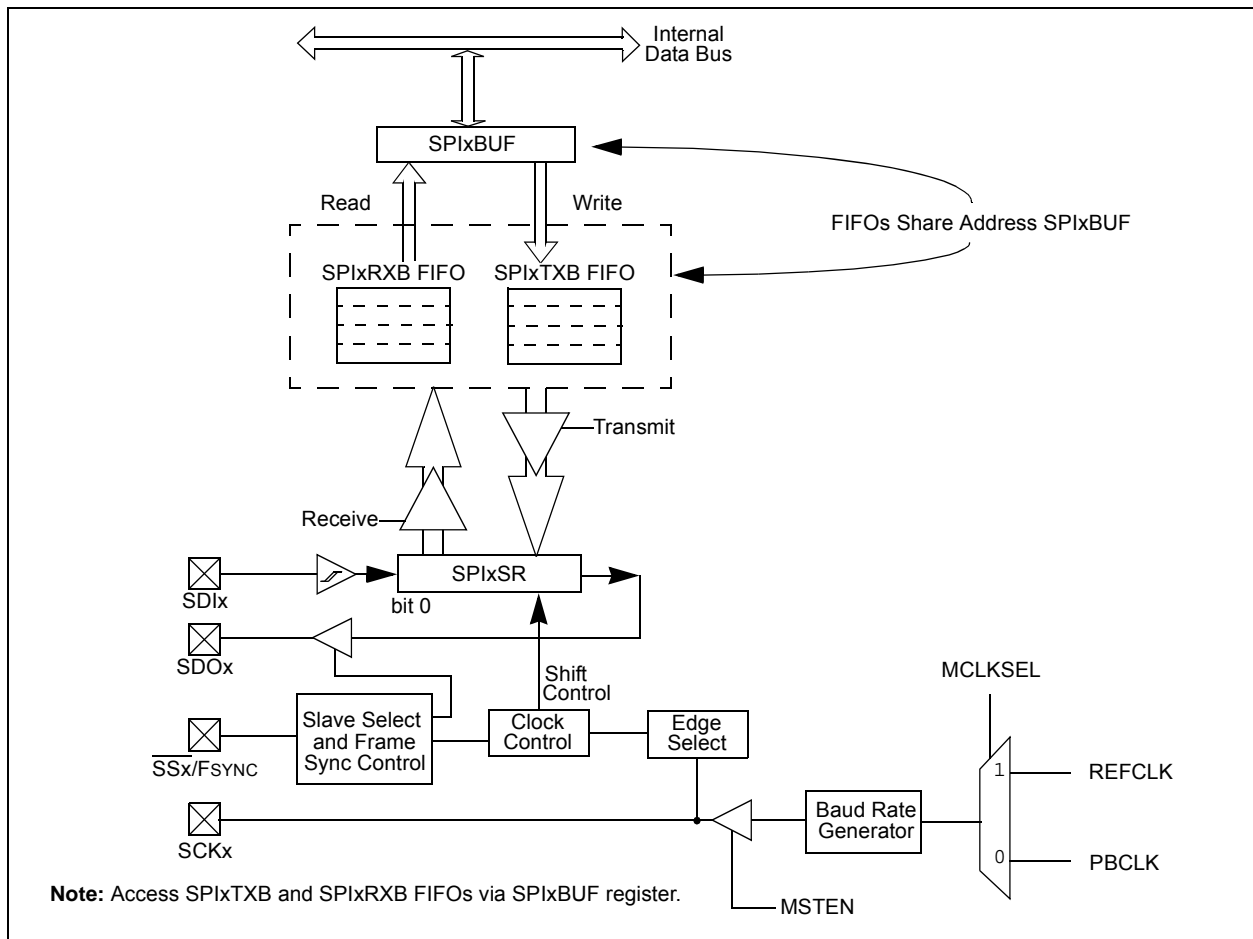 Internal
Data Bus
SPIxBUF
Read
Write
FIFOs Share Address SPIxBUF
SPIxRXB FIFO
SPIxTXB FIFO
Transmit
Receive
SPIxSR
SDIx
bit 0
SDOx
Shift
Control
MCLKSEL
Slave Select
and Frame
Sync Control
Clock
Control
Edge
Select
SSx/FSYNC
1
REFCLK
Baud Rate
Generator
SCKx
0
PBCLK
Note: Access SPIxTXB and SPIxRXB FIFOs via SPIxBUF register.
MSTEN